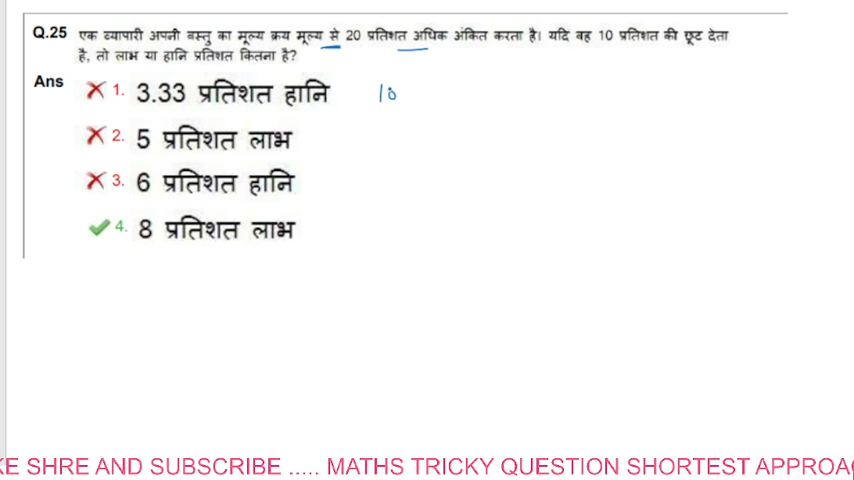 Q.25 एक व्यापारी अपनी वस्तु का मूल्य क्रय मूल्य से 20 प्रतिशत अधिक अंकित करता है। यदि वह 10 प्रतिशत की छूट देता
है, तो लाभ या हानि प्रतिशत कितना है?
Ans 1. 3.33 प्रतिशत हानि 10
2. 5 प्रतिशत लाभ
3. 6 प्रतिशत हानि
4. 8 प्रतिशत लाभ
KE SHRE AND SUBSCRIBE ..... MATHS TRICKY QUESTION SHORTEST APPROA